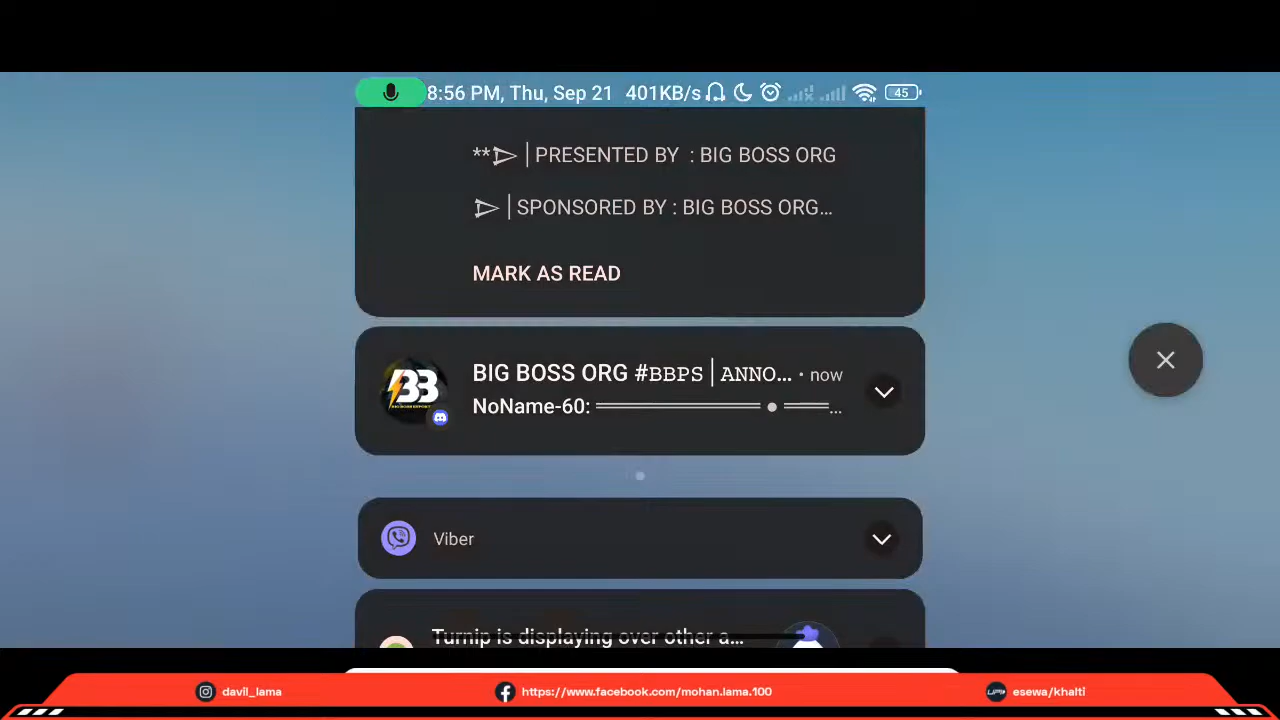 8:56 PM, Thu, Sep 21 401KB/s 45
**⌲ | PRESENTED BY : BIG BOSS ORG
⌲ | SPONSORED BY : BIG BOSS ORG...
MARK AS READ
BB
BIG BOSS ORG #BBPS | ANNO... • now
NoName-60: ══════════ ● ═══...
Viber
Turnip is displaying over other a...
davil_lama
https://www.facebook.com/mohan.lama.100
UPI
esewa/khalti